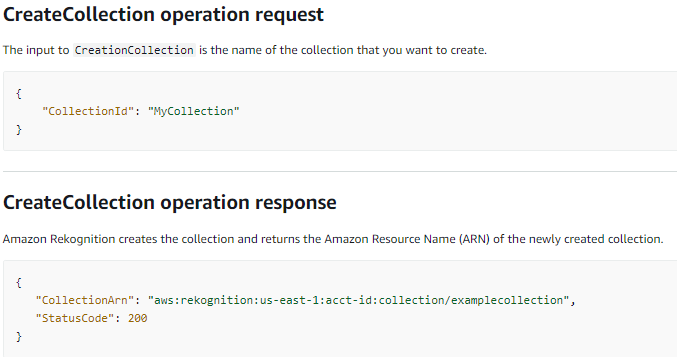 CreateCollection operation request
The input to CreationCollection is the name of the collection that you want to create.
{
    "CollectionId": "MyCollection"
}
CreateCollection operation response
Amazon Rekognition creates the collection and returns the Amazon Resource Name (ARN) of the newly created collection.
{
   "CollectionArn": "aws:rekognition:us-east-1:acct-id:collection/examplecollection",
   "StatusCode": 200
}